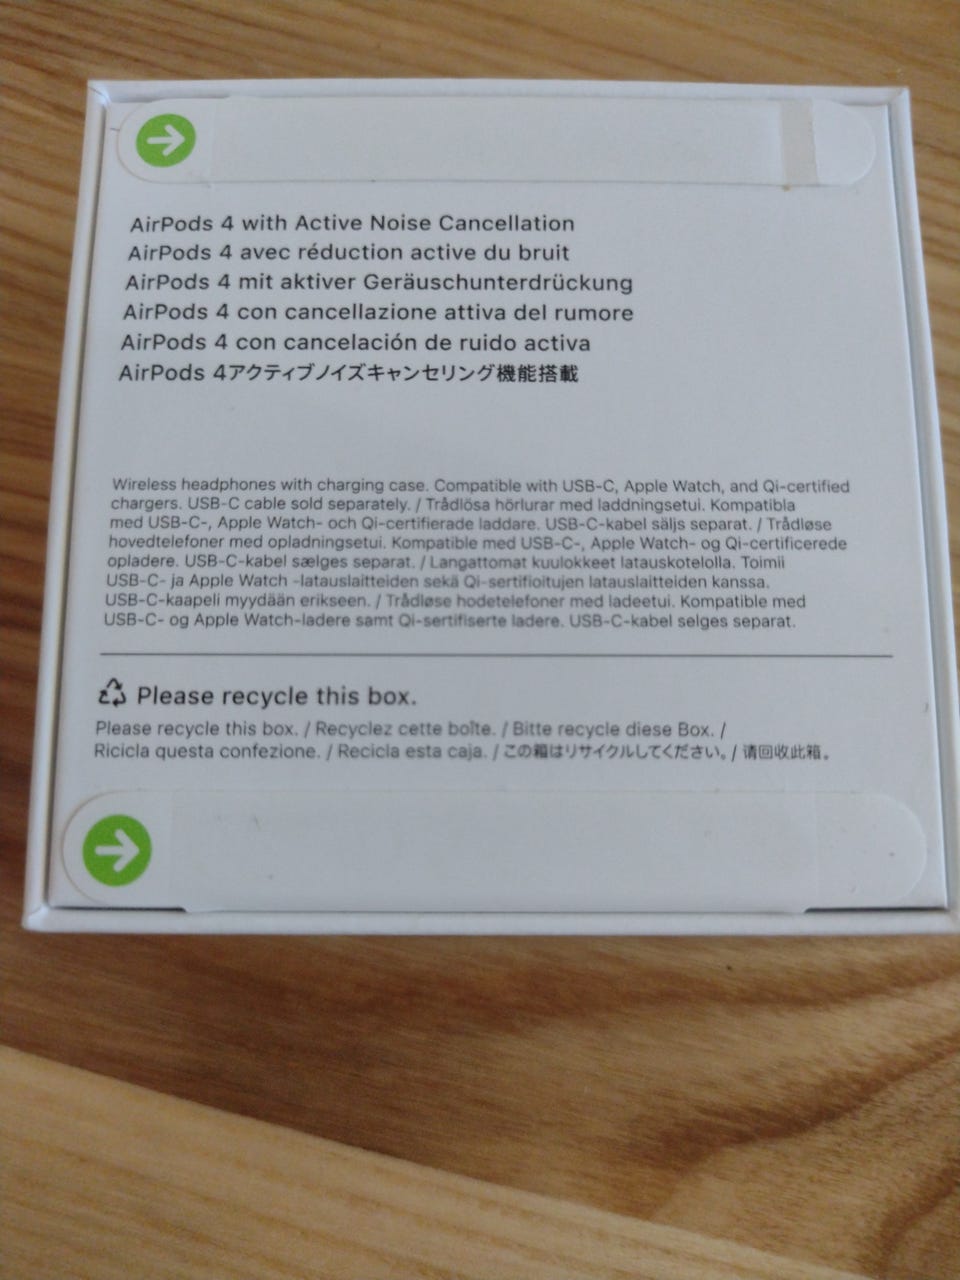 AirPods 4 with Active Noise Cancellation
AirPods 4 avec réduction active du bruit
AirPods 4 mit aktiver Geräuschunterdrückung
AirPods 4 con cancellazione attiva del rumore
AirPods 4 con cancelación de ruido activa
AirPods 4アクティブノイズキャンセリング機能搭載
Wireless headphones with charging case. Compatible with USB-C, Apple Watch, and Qi-certified
chargers. USB-C cable sold separately. / Trådlösa hörlurar med laddningsetui. Kompatibla
med USB-C-, Apple Watch- och Qi-certifierade laddare. USB-C-kabel säljs separat. / Trådløse
hovedtelefoner med opladningsetui. Kompatible med USB-C-, Apple Watch- og Qi-certificerede
opladere. USB-C-kabel sælges separat. / Langattomat kuulokkeet latauskotelolla. Toimii
USB-C- ja Apple Watch -latauslaitteiden sekä Qi-sertifioitujen latauslaitteiden kanssa.
USB-C-kaapeli myydään erikseen. / Trådløse hodetelefoner med ladeetui. Kompatible med
USB-C- og Apple Watch-ladere samt Qi-sertifiserte ladere. USB-C-kabel selges separat.
Please recycle this box.
Please recycle this box. / Recyclez cette boîte. / Bitte recycle diese Box. /
Ricicla questa confezione. / Recicla esta caja. / この箱はリサイクルしてください。/ 请回收此箱。